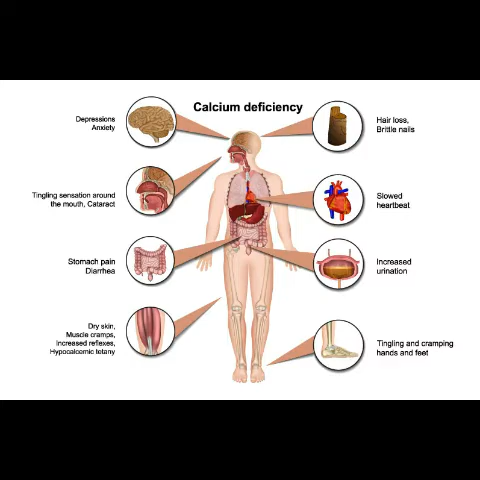 Calcium deficiency
Depressions
Anxiety
Hair loss,
Brittle nails
Tingling sensation around
the mouth, Cataract
Slowed
heartbeat
Stomach pain
Diarrhea
Increased
urination
Dry skin,
Muscle cramps,
Increased reflexes,
Hypocalcemic tetany
Tingling and cramping
hands and feet